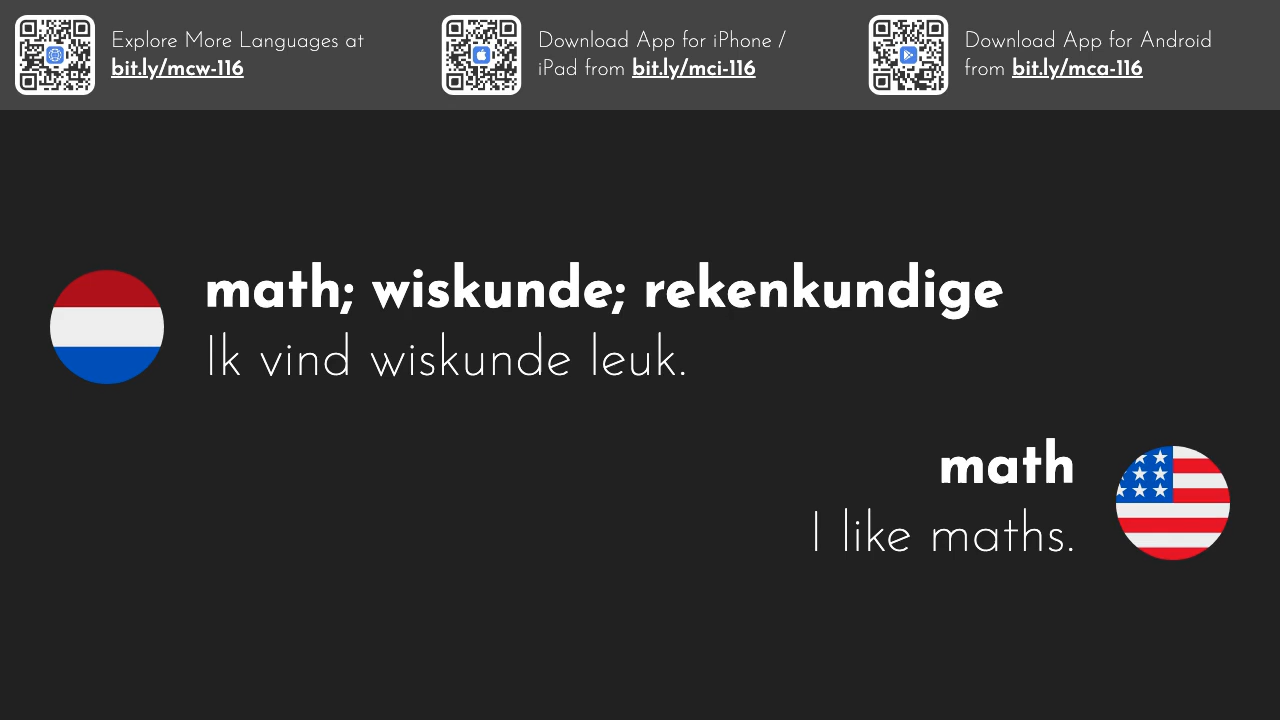 Explore More Languages at
bit.ly/mcw-116
Download App for iPhone /
iPad from bit.ly/mci-116
Download App for Android
from bit.ly/mca-116
math; wiskunde; rekenkundige
Ik vind wiskunde leuk.
math
I like maths.